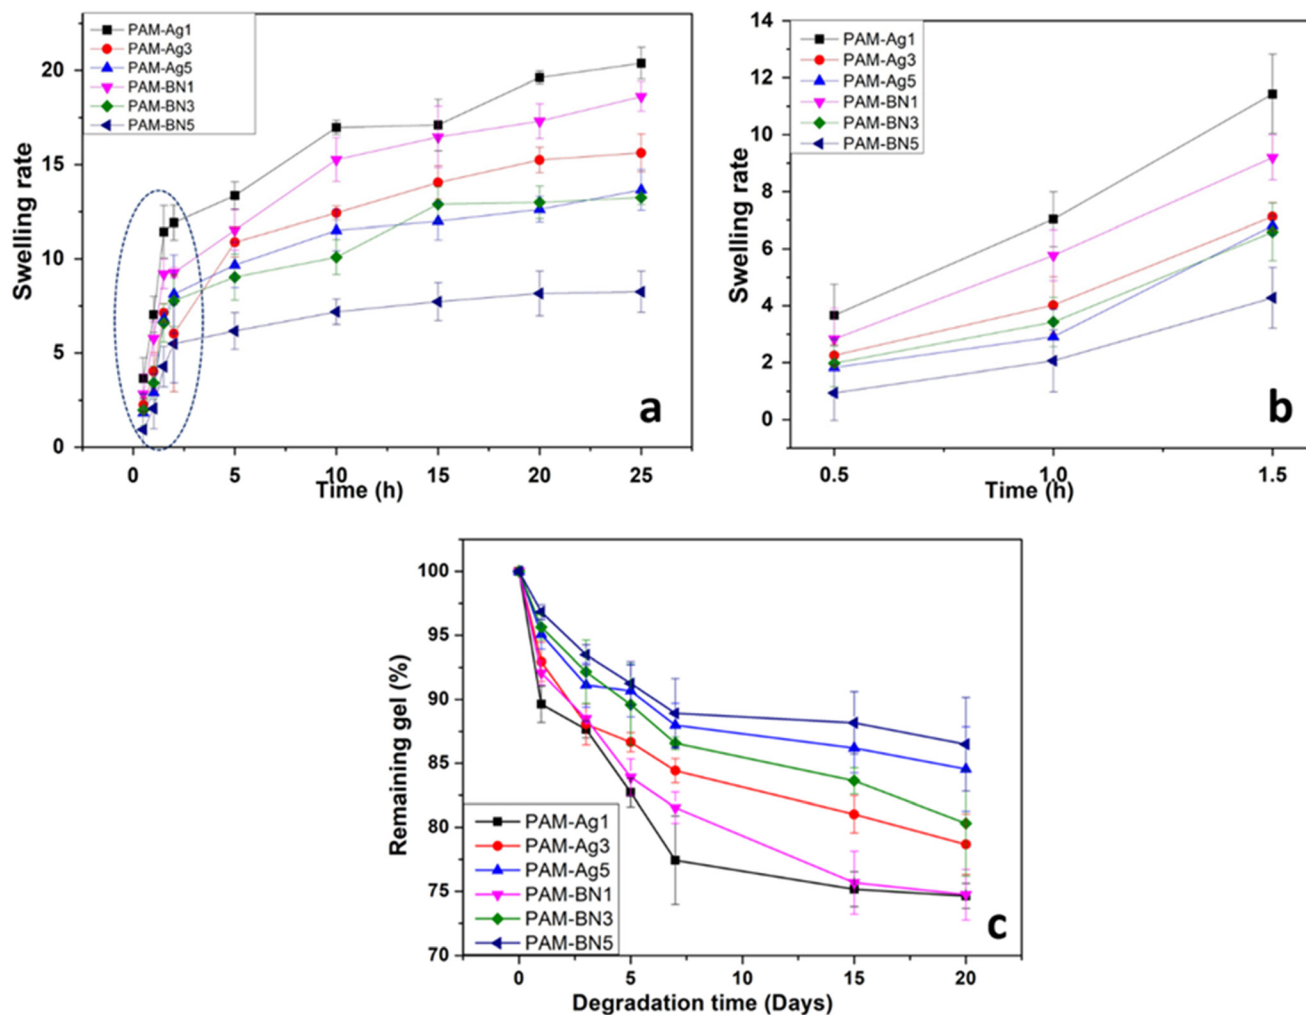 PAM-Ag1
PAM-Ag3
PAM-Ag5
PAM-BN1
PAM-BN3
PAM-BN5
20
15
10
5
0
Swelling rate
0 5 10 15 20 25
Time (h)
a
PAM-Ag1
PAM-Ag3
PAM-Ag5
PAM-BN1
PAM-BN3
PAM-BN5
14
12
10
8
6
4
2
0
Swelling rate
0.5 1.0 1.5
Time (h)
b
100
95
90
85
80
75
70
Remaining gel (%)
PAM-Ag1
PAM-Ag3
PAM-Ag5
PAM-BN1
PAM-BN3
PAM-BN5
0 5 10 15 20
Degradation time (Days)
c